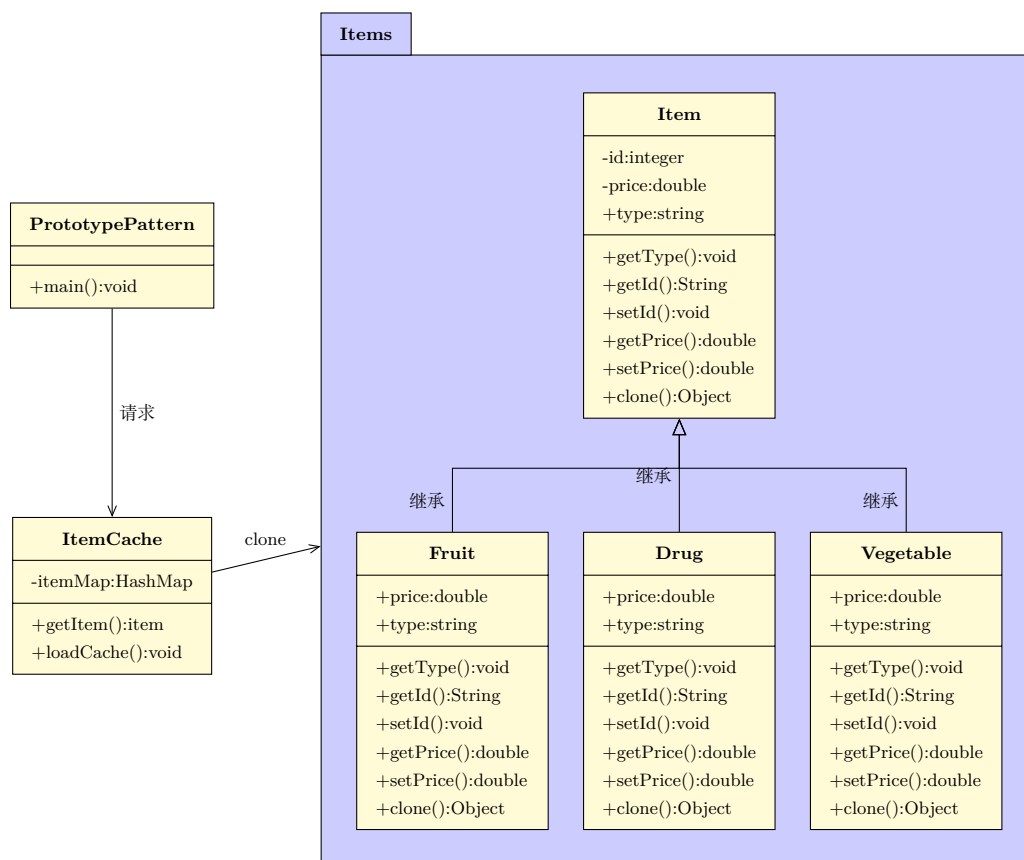 Items
Item
-id:integer
-price:double
+type:string
+getType():void
+getId():String
+setId():void
+getPrice():double
+setPrice():double
+clone():Object
PrototypePattern
+main():void
请求
ItemCache
-itemMap:HashMap
+getItem():item
+loadCache():void
clone
继承
继承
继承
Fruit
+price:double
+type:string
+getType():void
+getId():String
+setId():void
+getPrice():double
+setPrice():double
+clone():Object
Drug
+price:double
+type:string
+getType():void
+getId():String
+setId():void
+getPrice():double
+setPrice():double
+clone():Object
Vegetable
+price:double
+type:string
+getType():void
+getId():String
+setId():void
+getPrice():double
+setPrice():double
+clone():Object